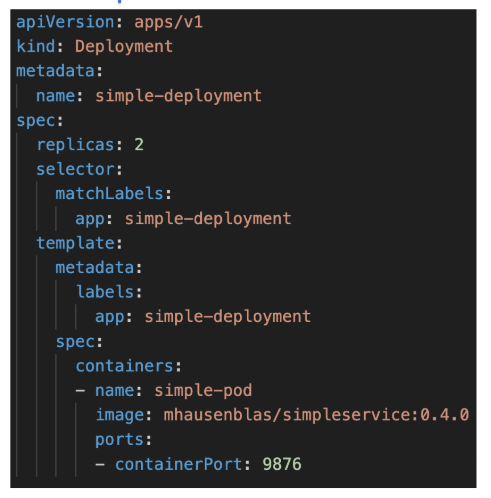 apiVersion: apps/v1
kind: Deployment
metadata:
  name: simple-deployment
spec:
  replicas: 2
  selector:
    matchLabels:
      app: simple-deployment
  template:
    metadata:
      labels:
        app: simple-deployment
    spec:
      containers:
      - name: simple-pod
        image: mhausenblas/simpleservice:0.4.0
        ports:
        - containerPort: 9876